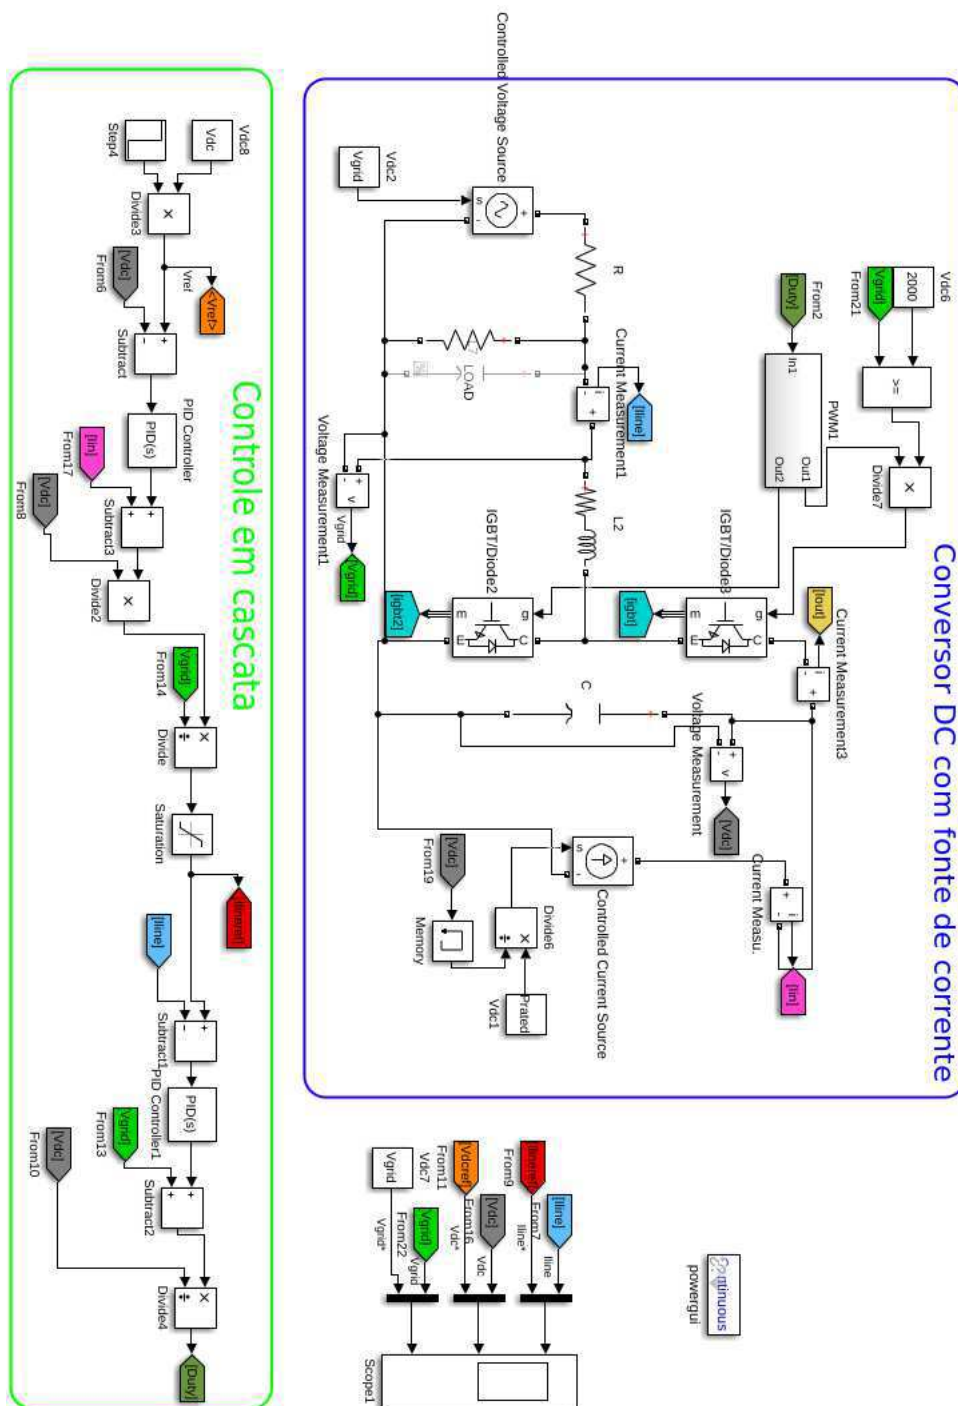 Conversor DC com fonte de corrente
Vdc6
2000
Vgrid]
From21
>=
×
Divide7
From2
[Duty]
In1
Out1
Out2
PWM1
[Iout]
Current Measurement3
i
+
-
IGBT/Diode3
g
C
m
E
[igbt]
IGBT/Diode2
g
C
m
E
[igbt2]
Controlled Voltage Source
Vdc2
Vgrid
s
+
-
R
LOAD
Current Measurement1
i
+
-
[Iline]
L2
Voltage Measurement1
+
-
v
Vgrid
[Vgrid]
C
Voltage Measurement
+
-
v
[Vdc]
Current Measu.
+
-
i
[Iin]
Controlled Current Source
s
+
-
Divide6
×
÷
[Vdc]
From19
Memory
Prated
Vdc1
Controle em cascata
Vdc8
Vdc
Step4
×
Divide3
Vref
<Vref>
[Vdc]
From6
+
−
Subtract
PID Controller
PID(s)
[Iin]
From17
+
+
Subtract3
[Vdc]
From8
×
Divide2
Vgrid]
From14
×
÷
Divide
Saturation
[Iline]
+
−
Subtract1
PID(s)
PID Controller1
[Vgrid]
From13
+
+
Subtract2
[Vdc]
From10
×
÷
Divide4
[Duty]
[Iline]
From7
Iline
[Ilineref]
From9
Iline*
[Vdc]
From16
Vdc
[Vdcref]
From11
Vdc*
[Vgrid]
From22
Vgrid
Vdc7
Vgrid
Vgrid*
Scope1
powergui